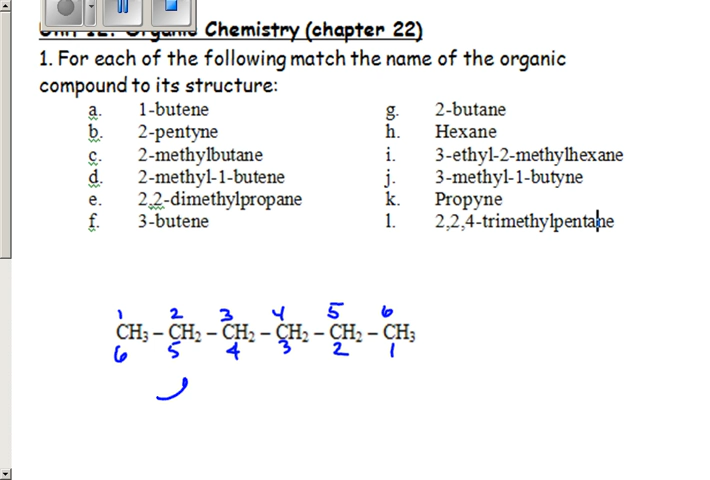 Unit 12: Organic Chemistry (chapter 22)
1. For each of the following match the name of the organic
compound to its structure:
a. 1-butene
b. 2-pentyne
c. 2-methylbutane
d. 2-methyl-1-butene
e. 2,2-dimethylpropane
f. 3-butene
g. 2-butane
h. Hexane
i. 3-ethyl-2-methylhexane
j. 3-methyl-1-butyne
k. Propyne
l. 2,2,4-trimethylpentane
1 2 3 4 5 6
CH₃ – CH₂ – CH₂ – CH₂ – CH₂ – CH₃
6 5 4 3 2 1